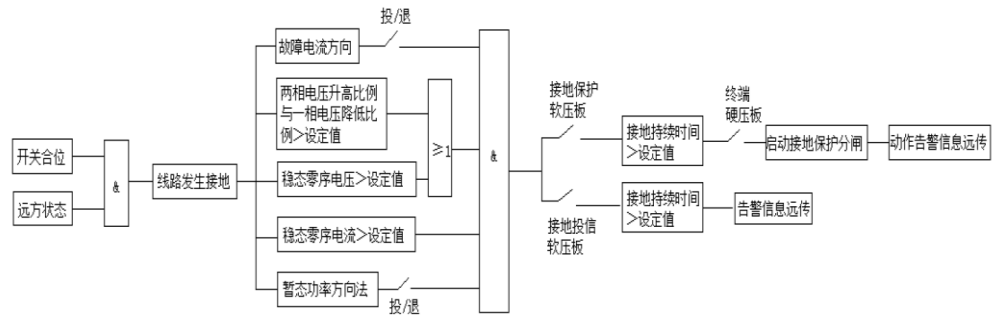 开关合位
远方状态
&
线路发生接地
故障电流方向
投/退
两相电压升高比例
与一相电压降低比
例>设定值
稳态零序电压>设定值
≥1
稳态零序电流>设定值
暂态功率方向法
投/退
&
接地保护
软压板
接地持续时间
>设定值
终端
硬压板
启动接地保护分闸
动作告警信息远传
接地投信
软压板
接地持续时间
>设定值
告警信息远传